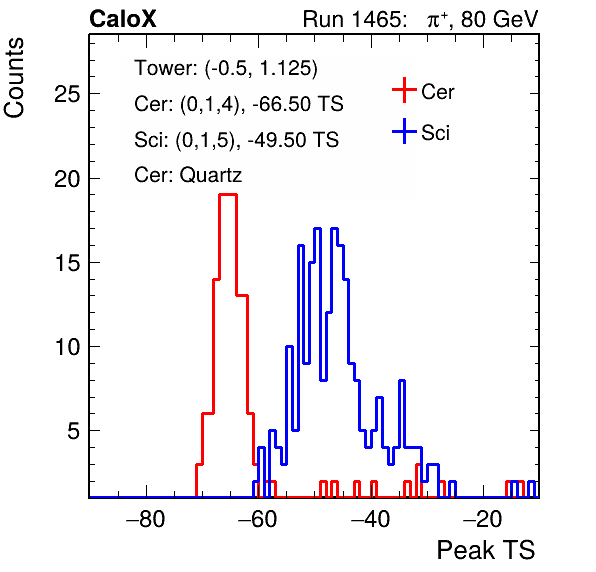 CaloX Run 1465: π+, 80 GeV
Counts
Tower: (-0.5, 1.125)
Cer: (0,1,4), -66.50 TS
Sci: (0,1,5), -49.50 TS
Cer: Quartz
Cer
Sci
25
20
15
10
5
−80 −60 −40 −20
Peak TS